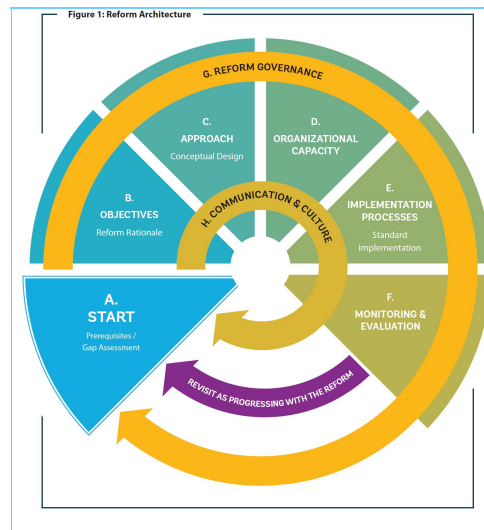 Figure 1: Reform Architecture
G. REFORM GOVERNANCE
C.
APPROACH
Conceptual Design
D.
ORGANIZATIONAL
CAPACITY
B.
OBJECTIVES
Reform Rationale
H. COMMUNICATION & CULTURE
E.
IMPLEMENTATION
PROCESSES
Standard
Implementation
A.
START
Prerequisites /
Gap Assessment
F.
MONITORING &
EVALUATION
REVISIT AS PROGRESSING WITH THE REFORM